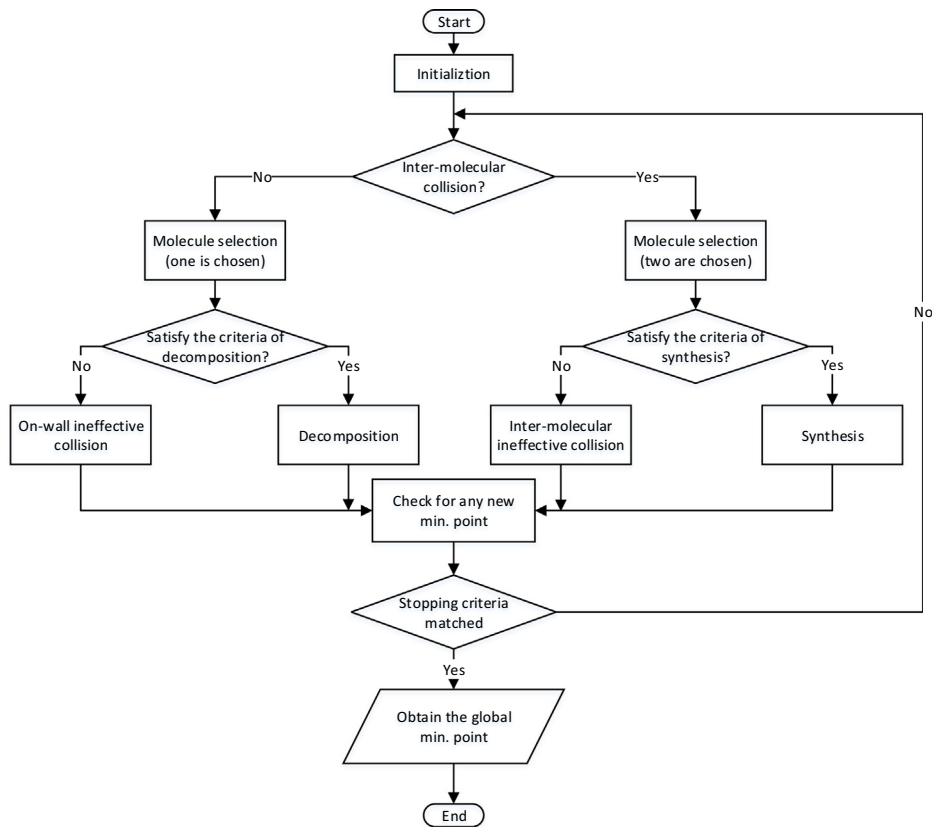 Start
Initializtion
Inter-molecular
collision?
No
Yes
Molecule selection
(one is chosen)
Molecule selection
(two are chosen)
No
Satisfy the criteria of
decomposition?
Satisfy the criteria of
synthesis?
No
Yes
No
Yes
On-wall ineffective
collision
Decomposition
Inter-molecular
ineffective collision
Synthesis
Check for any new
min. point
Stopping criteria
matched
Yes
Obtain the global
min. point
End